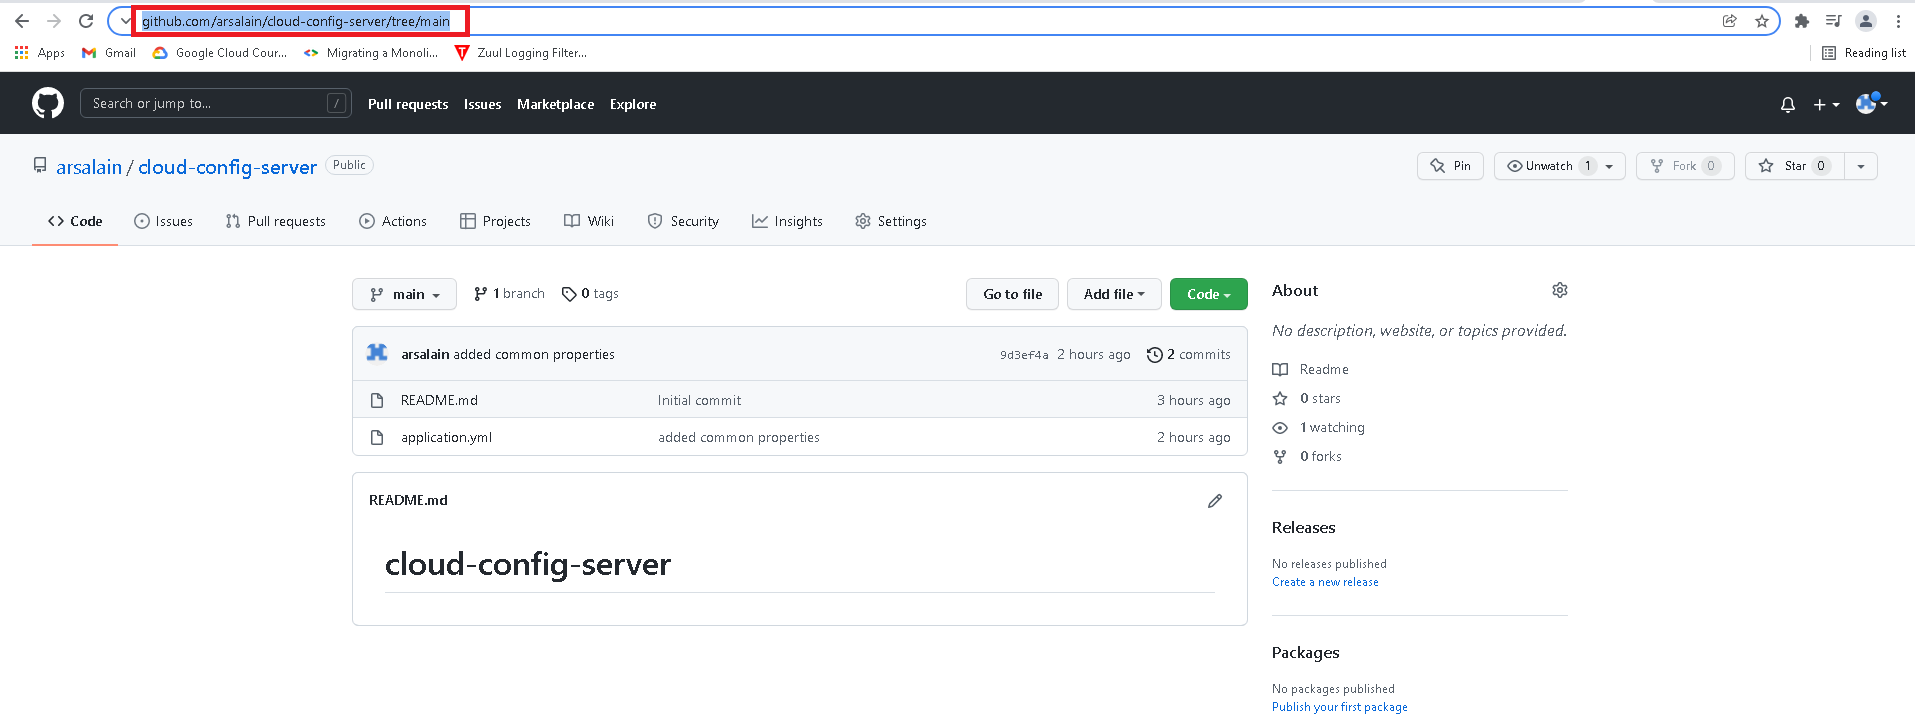 github.com/arsalain/cloud-config-server/tree/main
Apps Gmail Google Cloud Cour... Migrating a Monoli... Zuul Logging Filter... Reading list
Search or jump to... / Pull requests Issues Marketplace Explore
arsalain / cloud-config-server Public Pin Unwatch 1 Fork 0 Star 0
Code Issues Pull requests Actions Projects Wiki Security Insights Settings
main 1 branch 0 tags Go to file Add file Code
arsalain added common properties 9d3ef4a 2 hours ago 2 commits
README.md Initial commit 3 hours ago
application.yml added common properties 2 hours ago
README.md
cloud-config-server
About
No description, website, or topics provided.
Readme
0 stars
1 watching
0 forks
Releases
No releases published
Create a new release
Packages
No packages published
Publish your first package